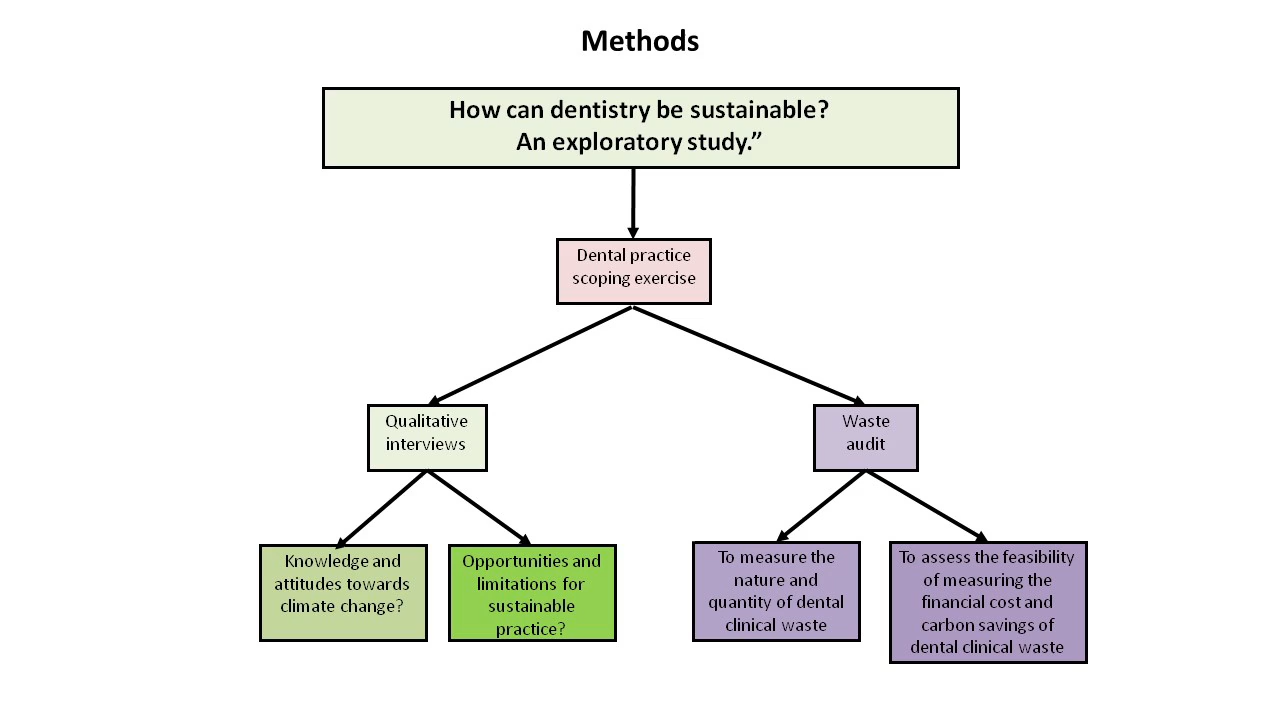 Methods
How can dentistry be sustainable?
An exploratory study.”
Dental practice
scoping exercise
Qualitative
interviews
Waste
audit
Knowledge and
attitudes towards
climate change?
Opportunities and
limitations for
sustainable
practice?
To measure the
nature and
quantity of dental
clinical waste
To assess the feasibility
of measuring the
financial cost and
carbon savings of
dental clinical waste